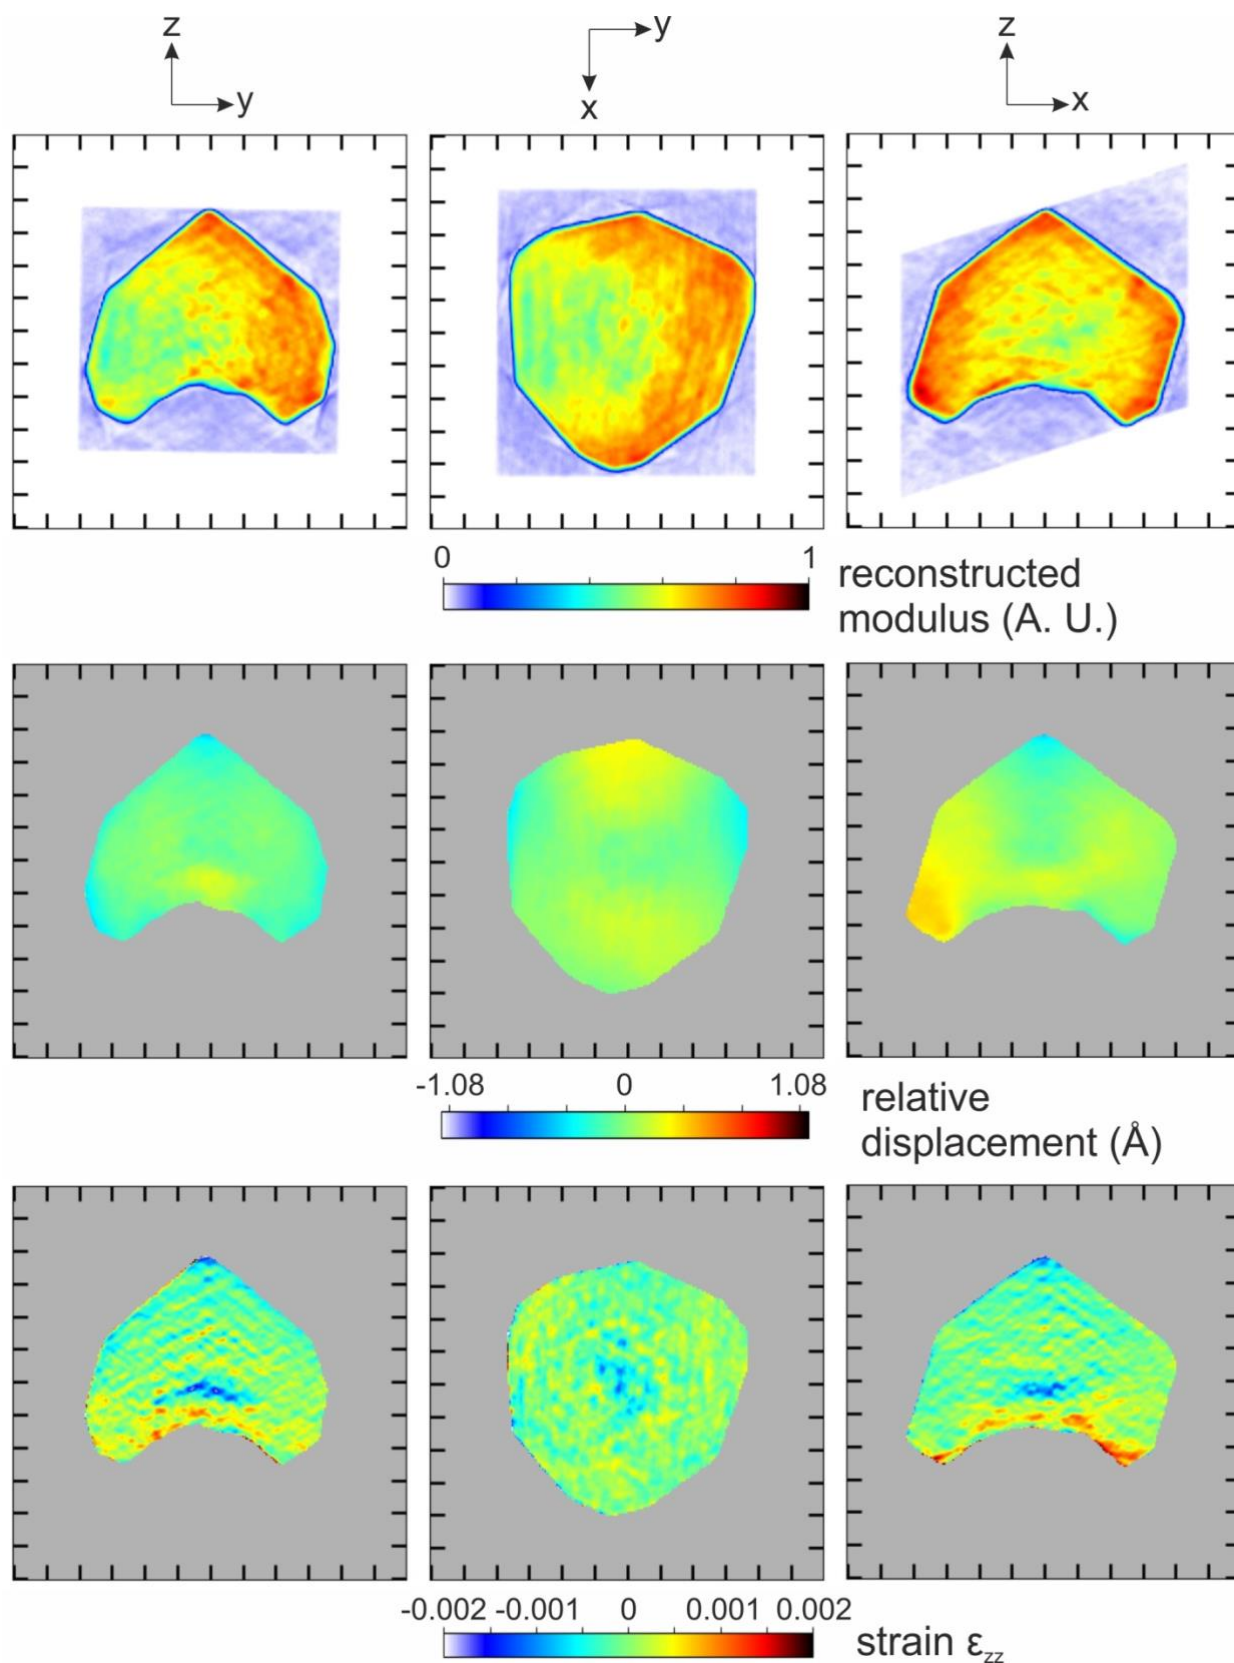 z
y
y
x
z
x
0
1
reconstructed
modulus (A. U.)
-1.08
0
1.08
relative
displacement (Å)
-0.002 -0.001 0 0.001 0.002
strain εzz